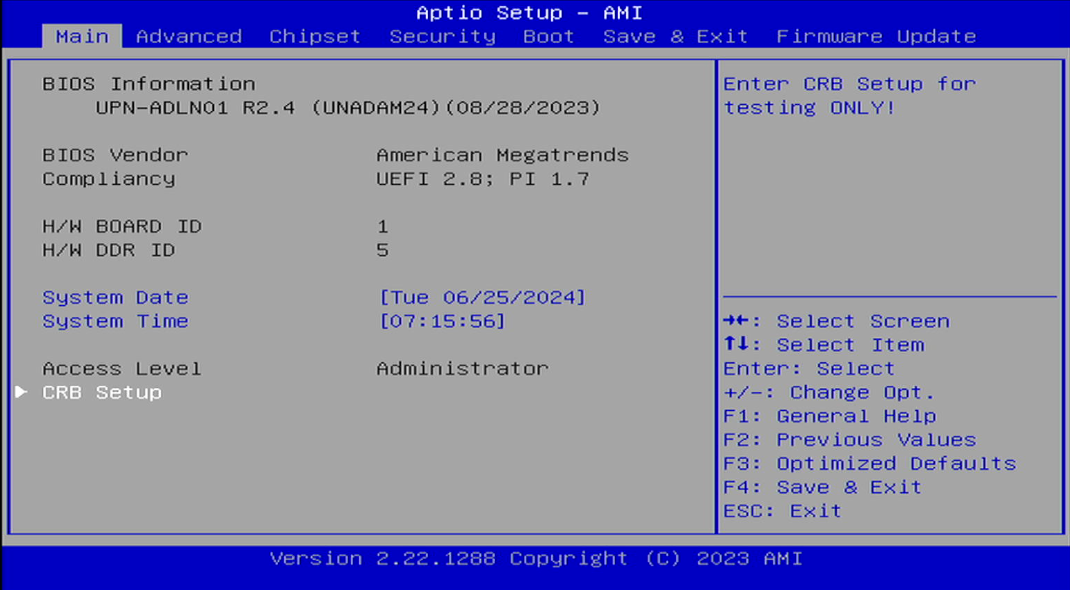 Aptio Setup – AMI
Main Advanced Chipset Security Boot Save & Exit Firmware Update
BIOS Information
UPN-ADLN01 R2.4 (UNADAM24)(08/28/2023)
BIOS Vendor American Megatrends
Compliancy UEFI 2.8; PI 1.7
H/W BOARD ID 1
H/W DDR ID 5
System Date [Tue 06/25/2024]
System Time [07:15:56]
Access Level Administrator
► CRB Setup
Enter CRB Setup for
testing ONLY!
→←: Select Screen
↑↓: Select Item
Enter: Select
+/-: Change Opt.
F1: General Help
F2: Previous Values
F3: Optimized Defaults
F4: Save & Exit
ESC: Exit
Version 2.22.1288 Copyright (C) 2023 AMI